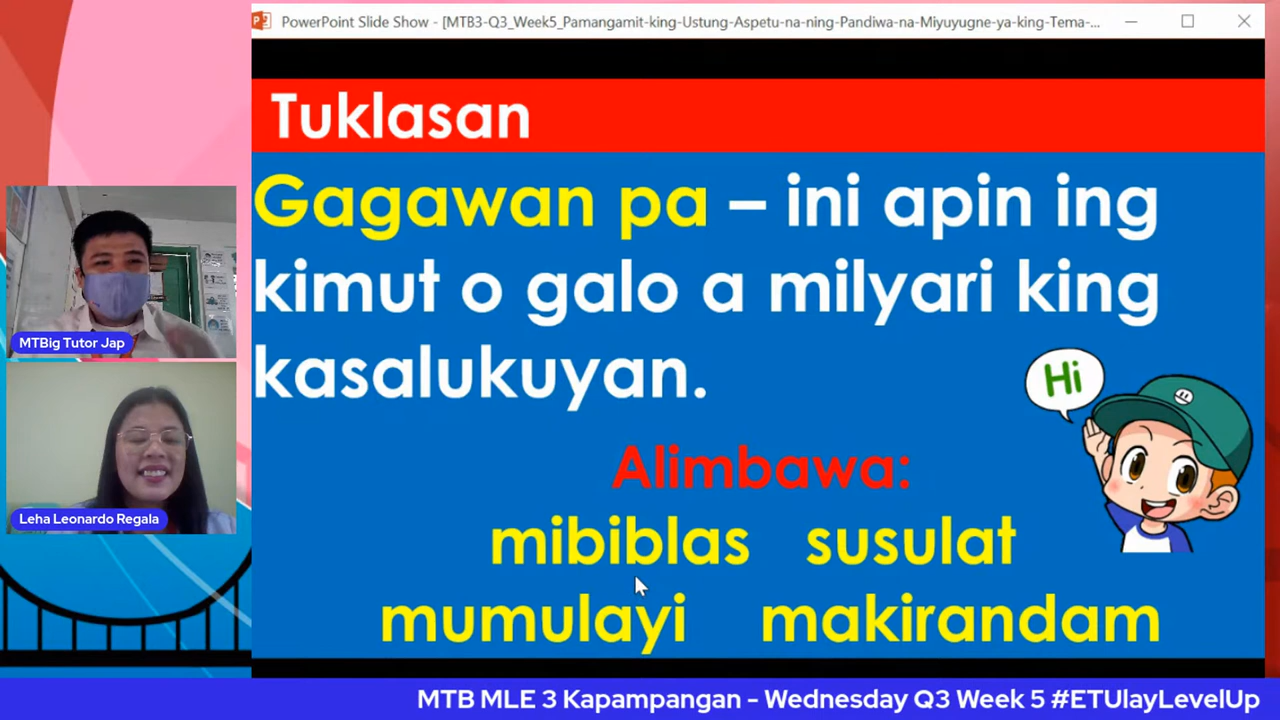 PowerPoint Slide Show - [MTB3-Q3_Week5_Pamangamit-king-Ustung-Aspetu-na-ning-Pandiwa-na-Miyuyugne-ya-king-Tema-...
Tuklasan
Gagawan pa – ini apin ing
kimut o galo a milyari king
kasalukuyan.
Hi
Alimbawa:
mibiblas susulat
mumulayi makirandam
MTBig Tutor Jap
Leha Leonardo Regala
MTB MLE 3 Kapampangan - Wednesday Q3 Week 5 #ETUlayLevelUp